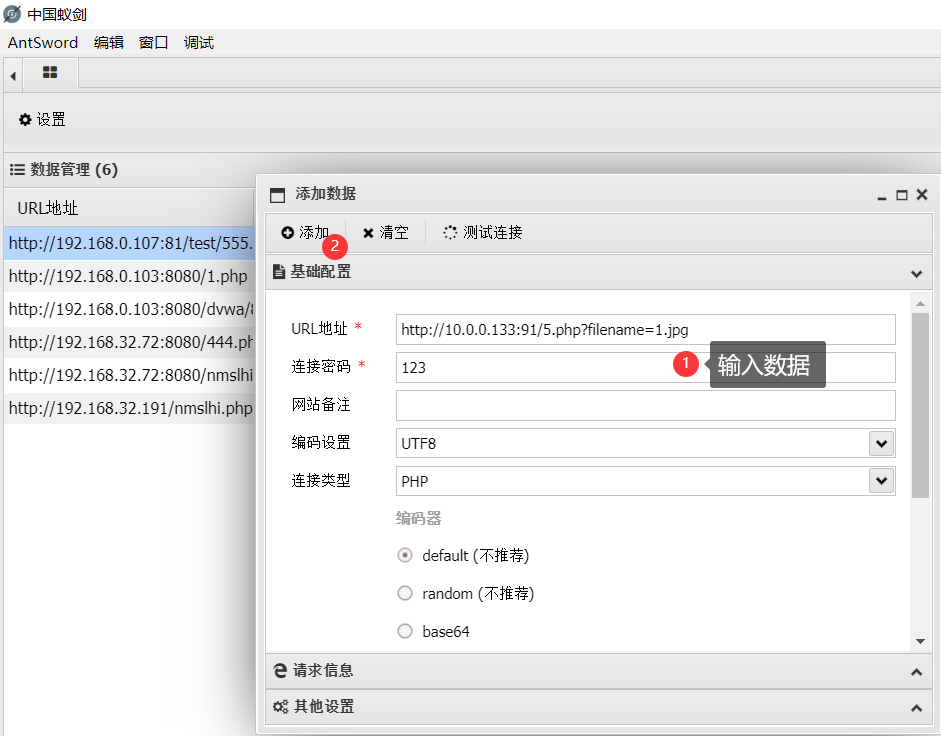 中国蚁剑
AntSword 编辑 窗口 调试
设置
数据管理 (6)
URL地址
http://192.168.0.107:81/test/555.
http://192.168.0.103:8080/1.php
http://192.168.0.103:8080/dvwa/
http://192.168.32.72:8080/444.ph
http://192.168.32.72:8080/nmslhi
http://192.168.32.191/nmslhi.php
添加数据
添加 清空 测试连接
2
基础配置
URL地址 * http://10.0.0.133:91/5.php?filename=1.jpg
连接密码 * 123
1 输入数据
网站备注
编码设置 UTF8
连接类型 PHP
编码器
default (不推荐)
random (不推荐)
base64
请求信息
其他设置